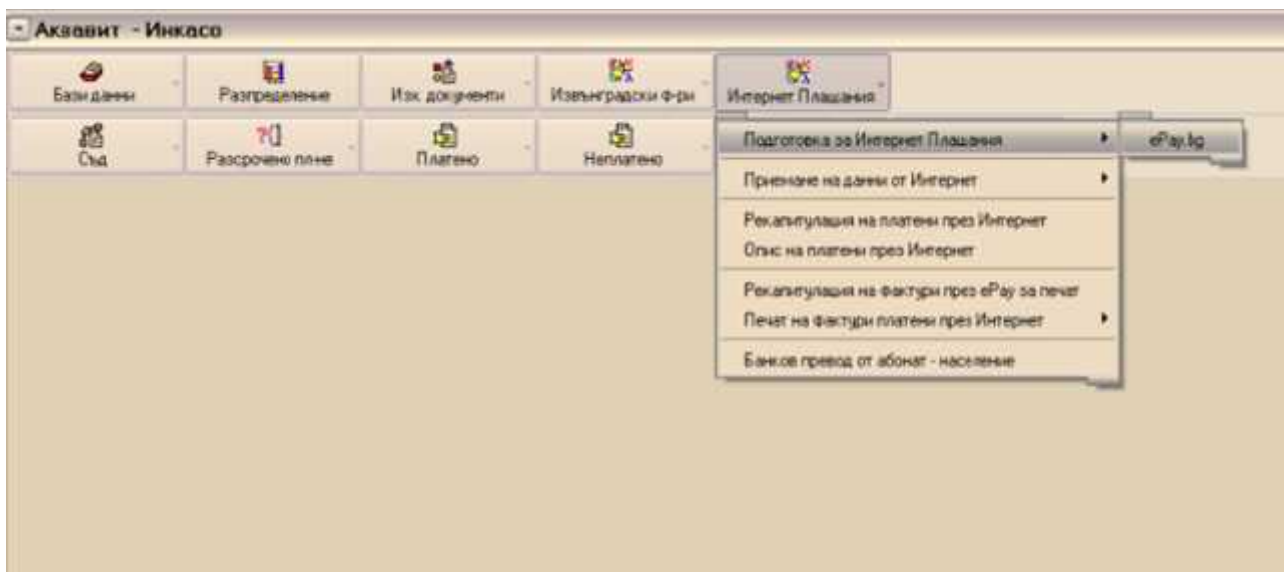 Аквавит - Инкасо
Бази данни
Разпределение
Изх. документи
Извънградски ф-ри
Интернет Плащания
Съд
Разсрочено пл-не
Платено
Неплатено
Подготовка за Интернет Плащания
ePay.bg
Приемане на данни от Интернет
Рекапитулация на платени през Интернет
Опис на платени през Интернет
Рекапитулация на фактури през ePay за печат
Печат на фактури платени през Интернет
Банков превод от абонат - население